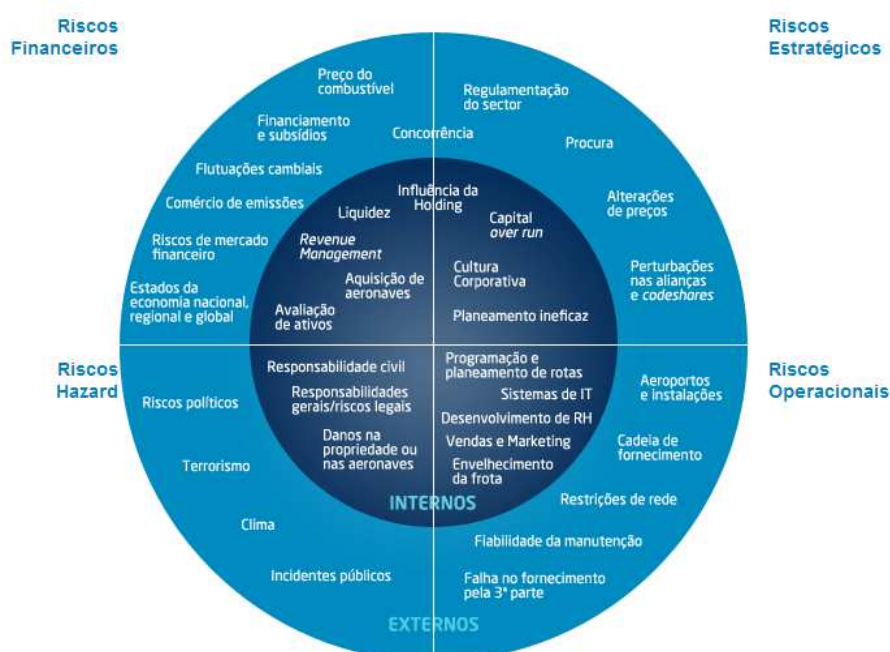 Riscos
Financeiros
Riscos
Estratégicos
Preço do
combustível
Financiamento
e subsídios
Flutuações cambiais
Comércio de emissões
Riscos de mercado
financeiro
Estados da
economia nacional,
regional e global
Concorrência
Regulamentação
do sector
Procura
Alterações
de preços
Perturbações
nas alianças
e codeshares
Influência da
Holding
Liquidez
Revenue
Management
Aquisição de
aeronaves
Avaliação
de ativos
Capital
over run
Cultura
Corporativa
Planeamento ineficaz
Riscos
Hazard
Riscos
Operacionais
Responsabilidade civil
Responsabilidades
gerais/riscos legais
Danos na
propriedade ou
nas aeronaves
Programação e
planeamento de rotas
Sistemas de IT
Desenvolvimento de RH
Vendas e Marketing
Envelhecimento
da frota
INTERNOS
Riscos políticos
Terrorismo
Clima
Incidentes públicos
Aeroportos
e instalações
Cadeia de
fornecimento
Restrições de rede
Fiabilidade da manutenção
Falha no fornecimento
pela 3ª parte
EXTERNOS